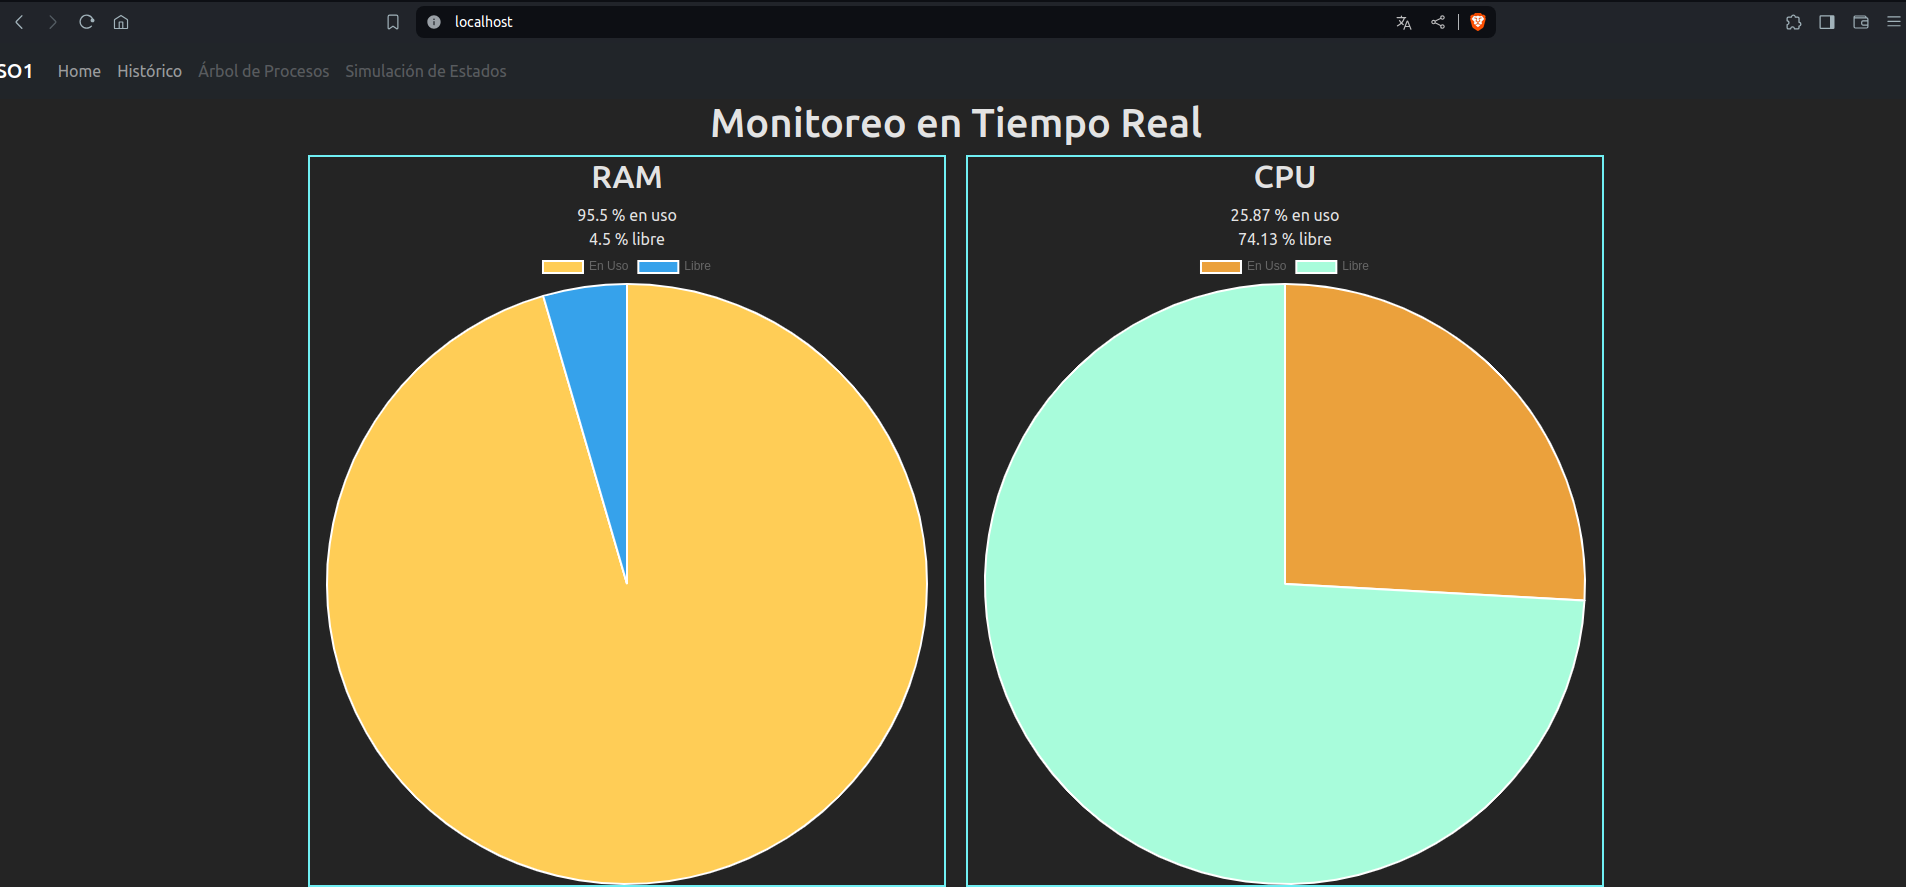 localhost
SO1 Home Histórico Árbol de Procesos Simulación de Estados
Monitoreo en Tiempo Real
RAM
95.5 % en uso
4.5 % libre
En Uso Libre
CPU
25.87 % en uso
74.13 % libre
En Uso Libre